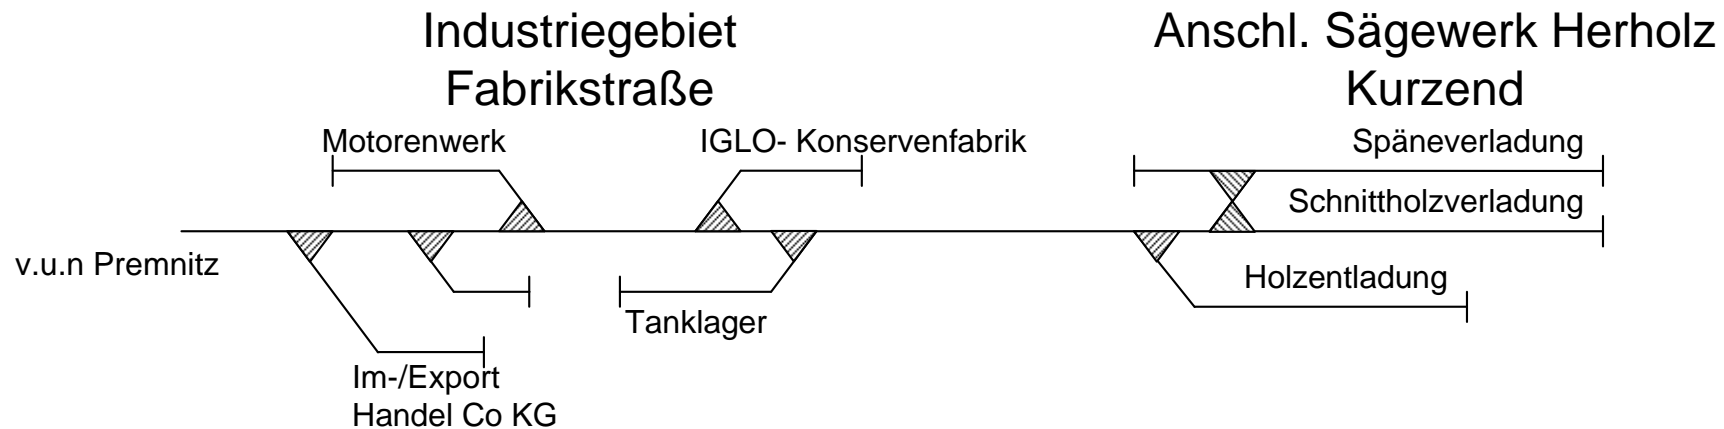 Industriegebiet
Fabrikstraße
Anschl. Sägewerk Herholz
Kurzend
Motorenwerk
IGLO- Konservenfabrik
Späneverladung
Schnittholzverladung
v.u.n Premnitz
Holzentladung
Tanklager
Im-/Export
Handel Co KG